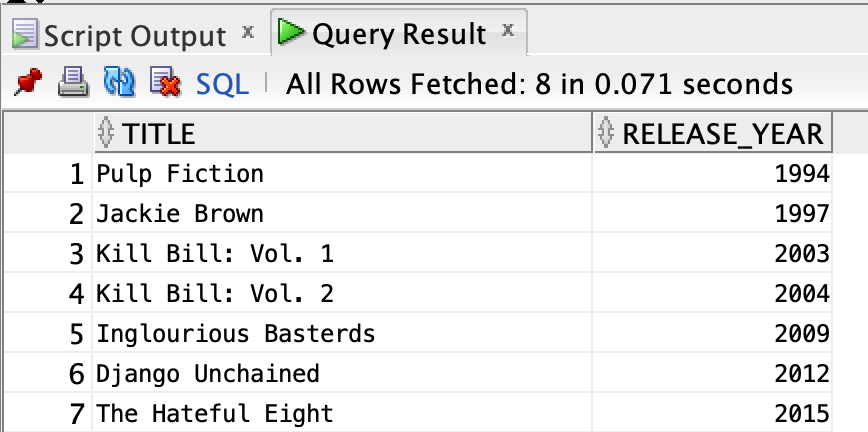 Script Output x Query Result x
SQL All Rows Fetched: 8 in 0.071 seconds
TITLE RELEASE_YEAR
1 Pulp Fiction 1994
2 Jackie Brown 1997
3 Kill Bill: Vol. 1 2003
4 Kill Bill: Vol. 2 2004
5 Inglourious Basterds 2009
6 Django Unchained 2012
7 The Hateful Eight 2015